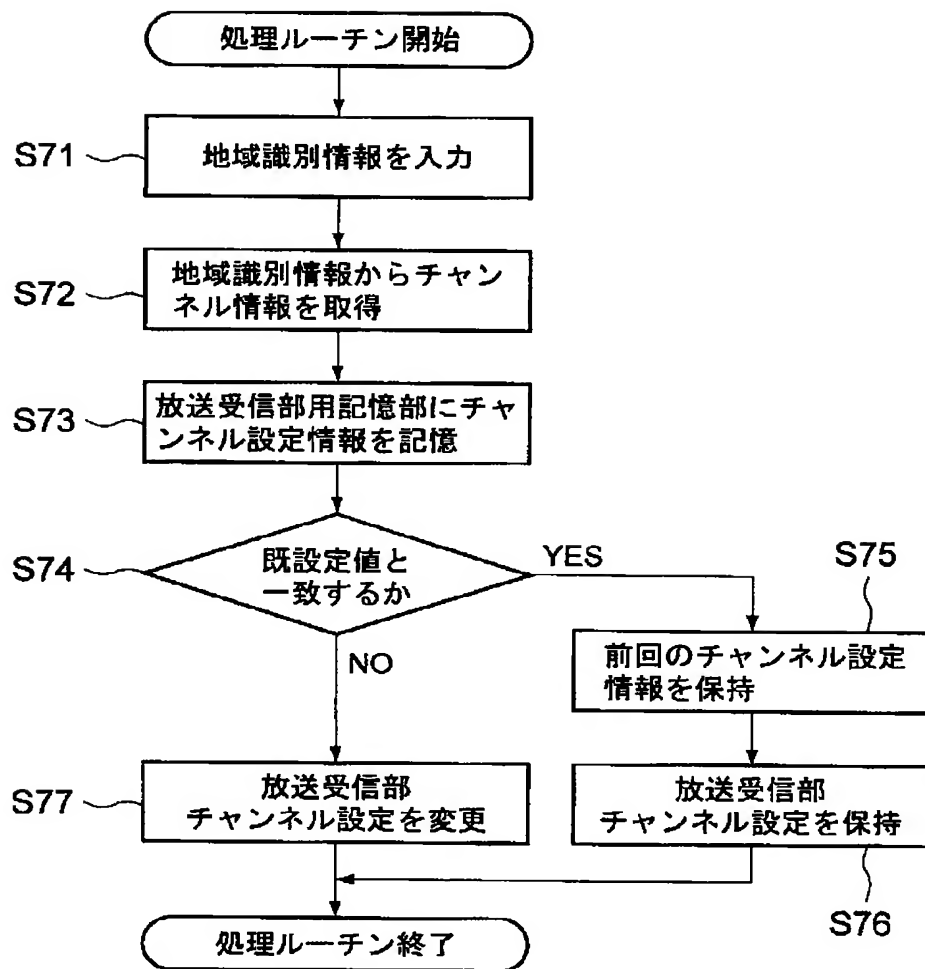 処理ルーチン開始
S71
地域識別情報を入力
S72
地域識別情報からチャン
ネル情報を取得
S73
放送受信部用記憶部にチャ
ンネル設定情報を記憶
S74
既設定値と
一致するか
YES
S75
NO
前回のチャンネル設定
情報を保持
S77
放送受信部
チャンネル設定を変更
放送受信部
チャンネル設定を保持
S76
処理ルーチン終了